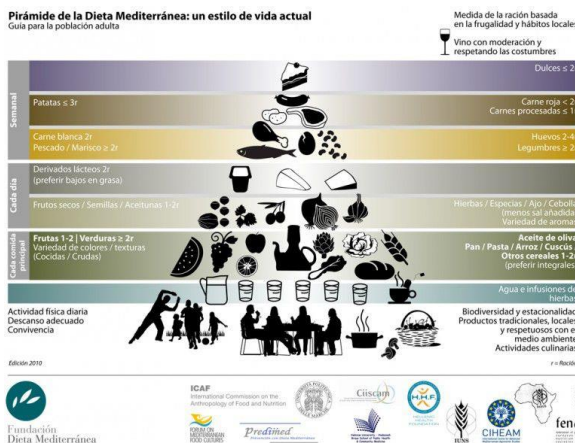 Pirámide de la Dieta Mediterránea: un estilo de vida actual
Guía para la población adulta
Medida de la ración basada
en la frugalidad y hábitos locales
Vino con moderación y
respetando las costumbres
Semanal
Dulces ≤ 2
Patatas ≤ 3r
Carne roja < 2
Carnes procesadas ≤ 1
Carne blanca 2r
Pescado / Marisco ≥ 2r
Huevos 2-4
Legumbres ≥ 2
Cada día
Derivados lácteos 2r
(preferir bajos en grasa)
Frutos secos / Semillas / Aceitunas 1-2r
Hierbas / Especias / Ajo / Cebolla
(menos sal añadida)
Variedad de aromas
Cada comida
principal
Frutas 1-2 | Verduras ≥ 2r
Variedad de colores / texturas
(Cocidas / Crudas)
Aceite de oliva
Pan / Pasta / Arroz / Cuscús
Otros cereales 1-2
(preferir integrales)
Agua e infusiones de
hierbas
Actividad física diaria
Descanso adecuado
Convivencia
Biodiversidad y estacionalidad
Productos tradicionales, locales
y respetuosos con el
medio ambiente
Actividades culinarias
Edición 2010
r = Ración
Fundación
Dieta Mediterránea
ICAF
International Commission on the
Anthropology of Food and Nutrition
FORUM ON
MEDITERRANEAN
FOOD CULTURES
Predimed
Ciiscam
H.H.F.
IUNS
CIHEAM
fens